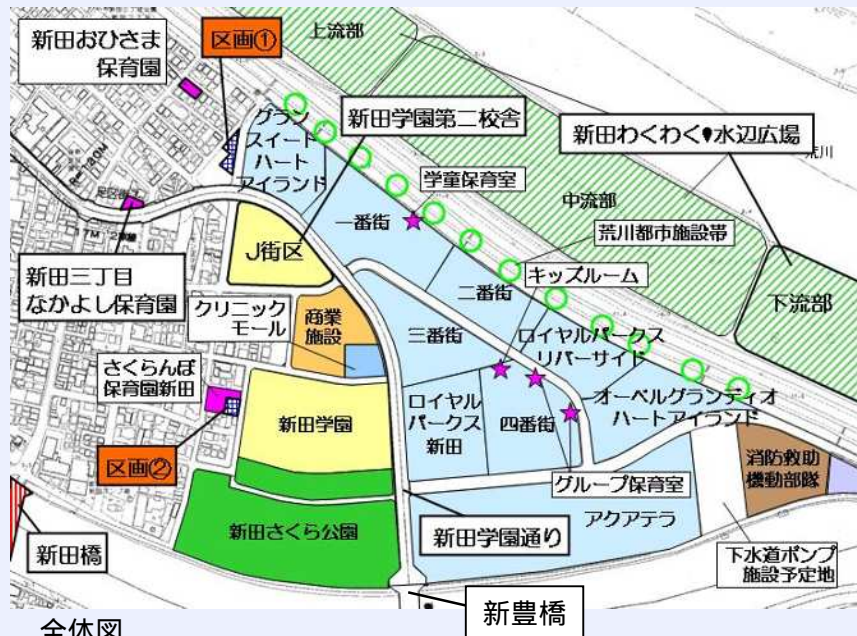 新田おひさま
保育園
区画①
上流部
グラン
スイート
ハート
アイランド
新田学園第二校舎
新田わくわく♥水辺広場
荒川
学童保育室
中流部
一番街
荒川都市施設帯
J街区
新田三丁目
なかよし保育園
キッズルーム
二番街
下流部
クリニック
モール
商業
施設
三番街
ロイヤルパークス
リバーサイド
さくらんぼ
保育園新田
オーベルグランディオ
ハートアイランド
新田学園
ロイヤル
パークス
新田
四番街
区画②
消防救助
機動部隊
グループ保育室
アクアテラ
新田さくら公園
新田学園通り
新田橋
下水道ポンプ
施設予定地
新豊橋
全体図